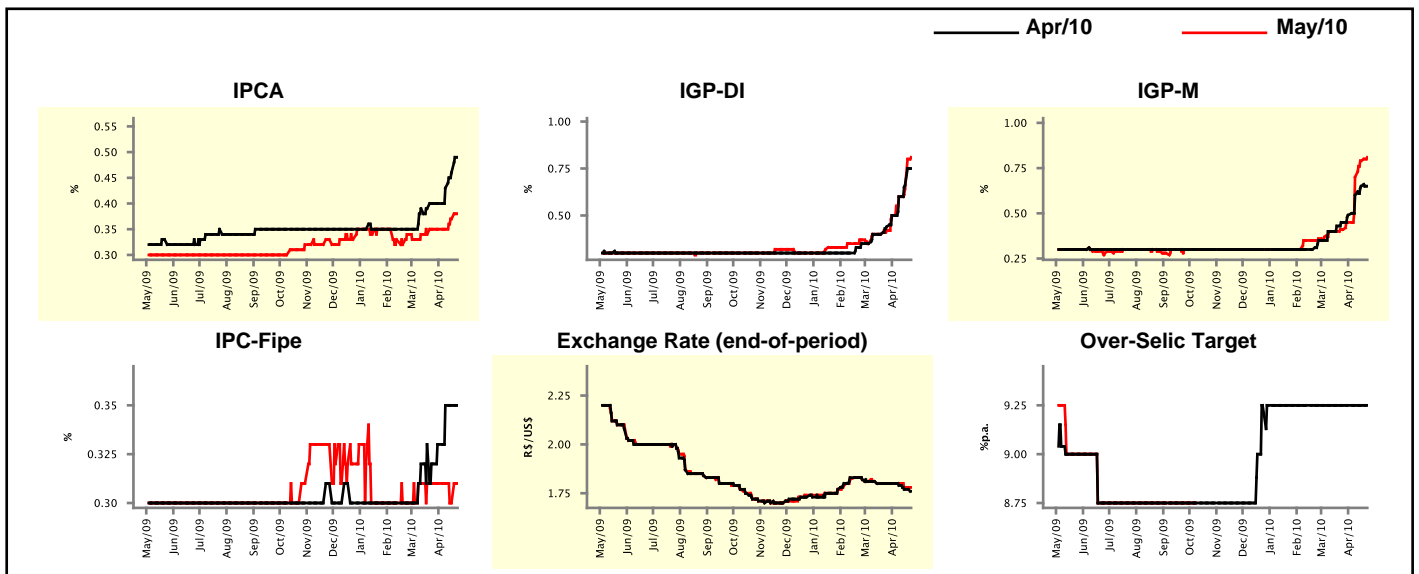 Apr/10 May/10
IPCA IGP-DI IGP-M
0.55
0.50
0.45
0.40
0.35
0.30
%
May/09 Jun/09 Jul/09 Aug/09 Sep/09 Oct/09 Nov/09 Dec/09 Jan/10 Feb/10 Mar/10 Apr/10
1.00
0.75
0.50
%
May/09 Jun/09 Jul/09 Aug/09 Sep/09 Oct/09 Nov/09 Dec/09 Jan/10 Feb/10 Mar/10 Apr/10
1.00
0.75
0.50
0.25
%
May/09 Jun/09 Jul/09 Aug/09 Sep/09 Oct/09 Nov/09 Dec/09 Jan/10 Feb/10 Mar/10 Apr/10
IPC-Fipe Exchange Rate (end-of-period) Over-Selic Target
0.35
0.325
0.30
%
May/09 Jun/09 Jul/09 Aug/09 Sep/09 Oct/09 Nov/09 Dec/09 Jan/10 Feb/10 Mar/10 Apr/10
2.25
2.00
1.75
R$/US$
May/09 Jun/09 Jul/09 Aug/09 Sep/09 Oct/09 Nov/09 Dec/09 Jan/10 Feb/10 Mar/10 Apr/10
9.25
9.00
8.75
%p.a.
May/09 Jun/09 Jul/09 Aug/09 Sep/09 Oct/09 Nov/09 Dec/09 Jan/10 Feb/10 Mar/10 Apr/10